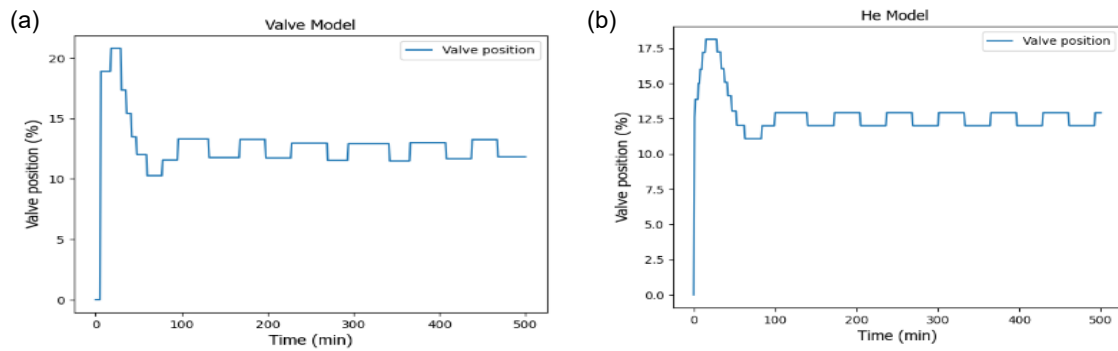 (a)
Valve Model
Valve position
Valve position (%)
20
15
10
5
0
0 100 200 300 400 500
Time (min)
(b)
He Model
Valve position
Valve position (%)
17.5
15.0
12.5
10.0
7.5
5.0
2.5
0.0
0 100 200 300 400 500
Time (min)